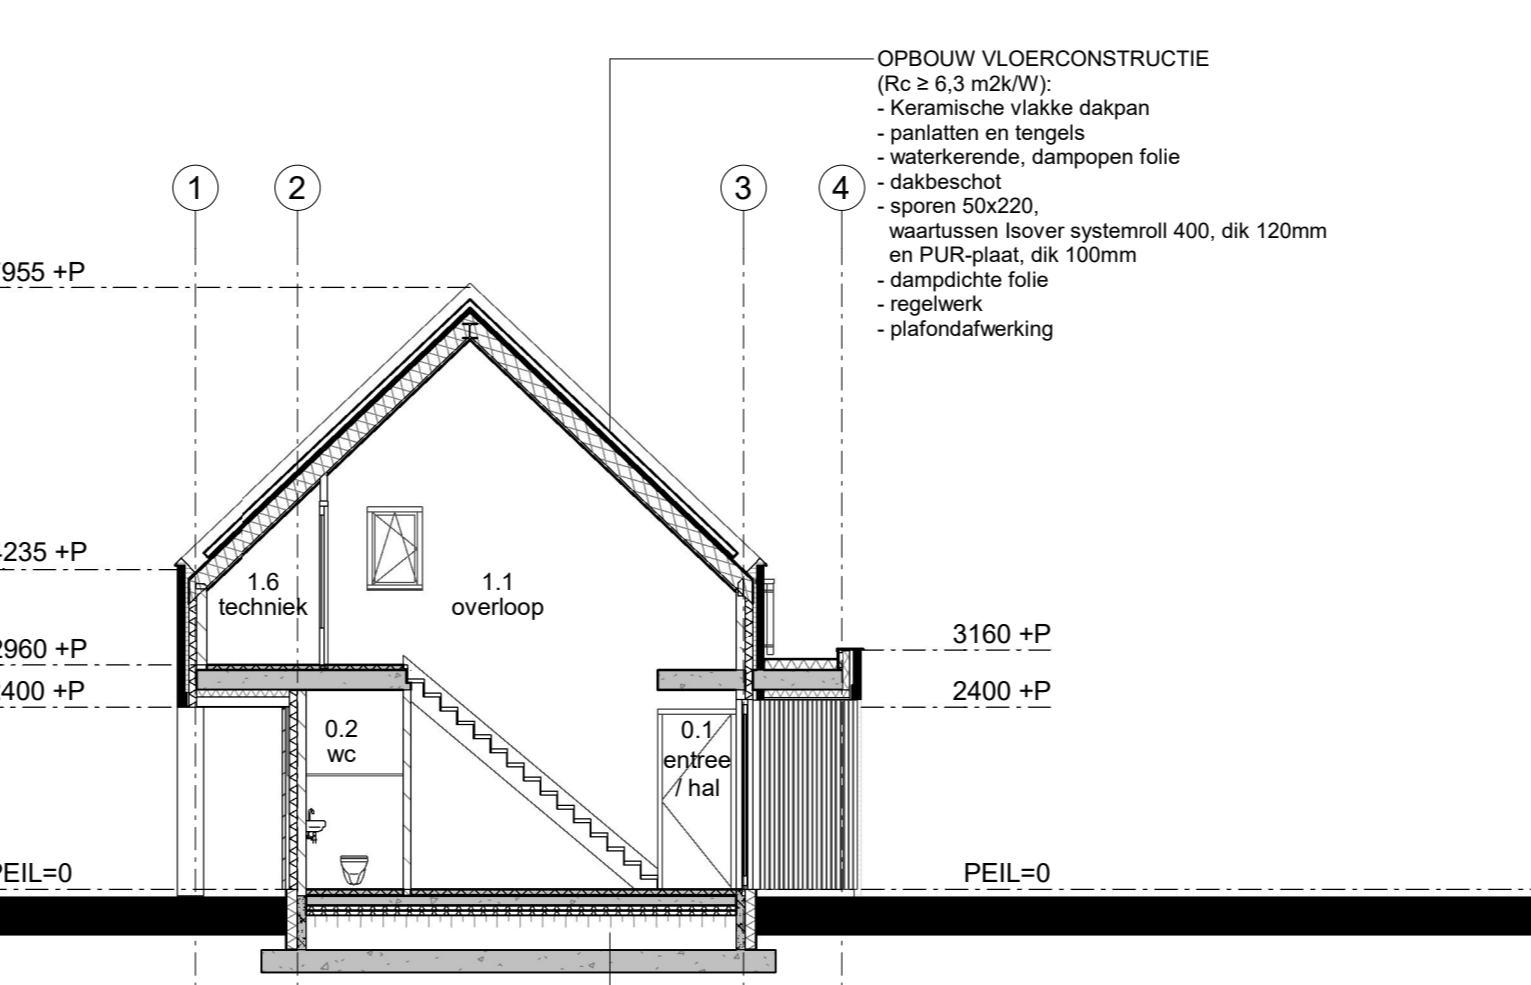 OPBOUW VLOERCONSTRUCTIE
(Rc ≥ 6,3 m2k/W):
- Keramische vlakke dakpan
- panlatten en tengels
- waterkerende, dampopen folie
- dakbeschot
- sporen 50x220,
waartussen Isover systemroll 400, dik 120mm
en PUR-plaat, dik 100mm
- dampdichte folie
- regelwerk
- plafondafwerking
1 2 3 4
955 +P
235 +P
1.6
techniek
1.1
overloop
2960 +P
3160 +P
400 +P
2400 +P
0.2
wc
0.1
entree
/ hal
PEIL=0
PEIL=0